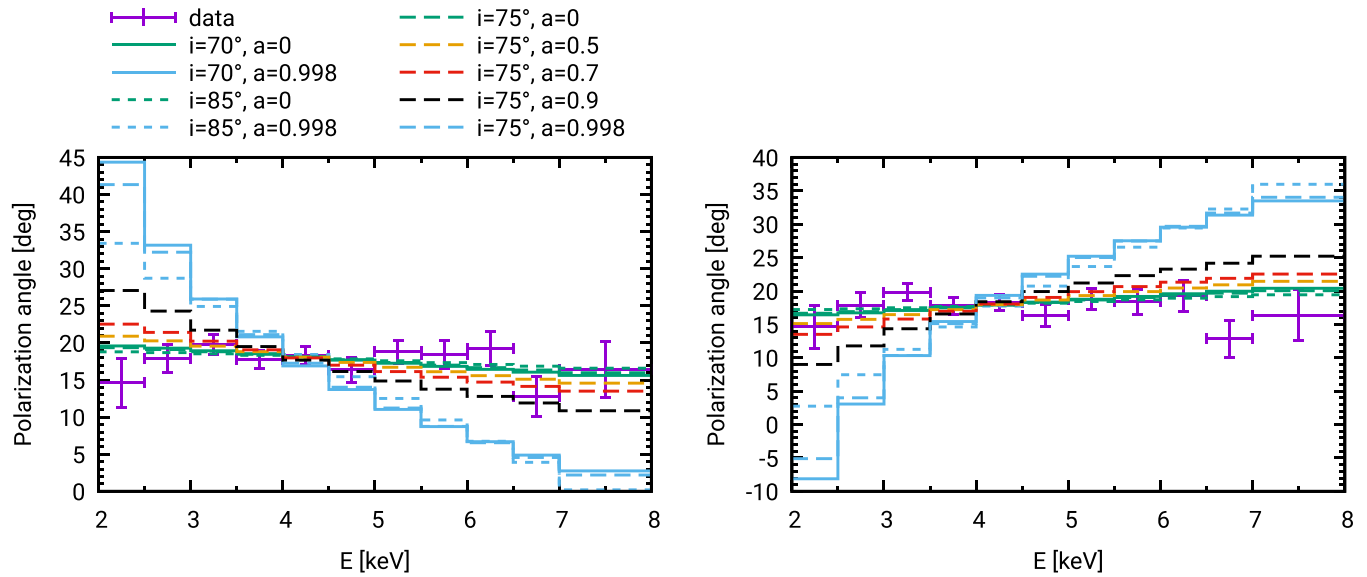 data
i=70°, a=0
i=70°, a=0.998
i=85°, a=0
i=85°, a=0.998
i=75°, a=0
i=75°, a=0.5
i=75°, a=0.7
i=75°, a=0.9
i=75°, a=0.998
Polarization angle [deg]
45
40
35
30
25
20
15
10
5
0
2 3 4 5 6 7 8
E [keV]
Polarization angle [deg]
40
35
30
25
20
15
10
5
0
-5
-10
2 3 4 5 6 7 8
E [keV]